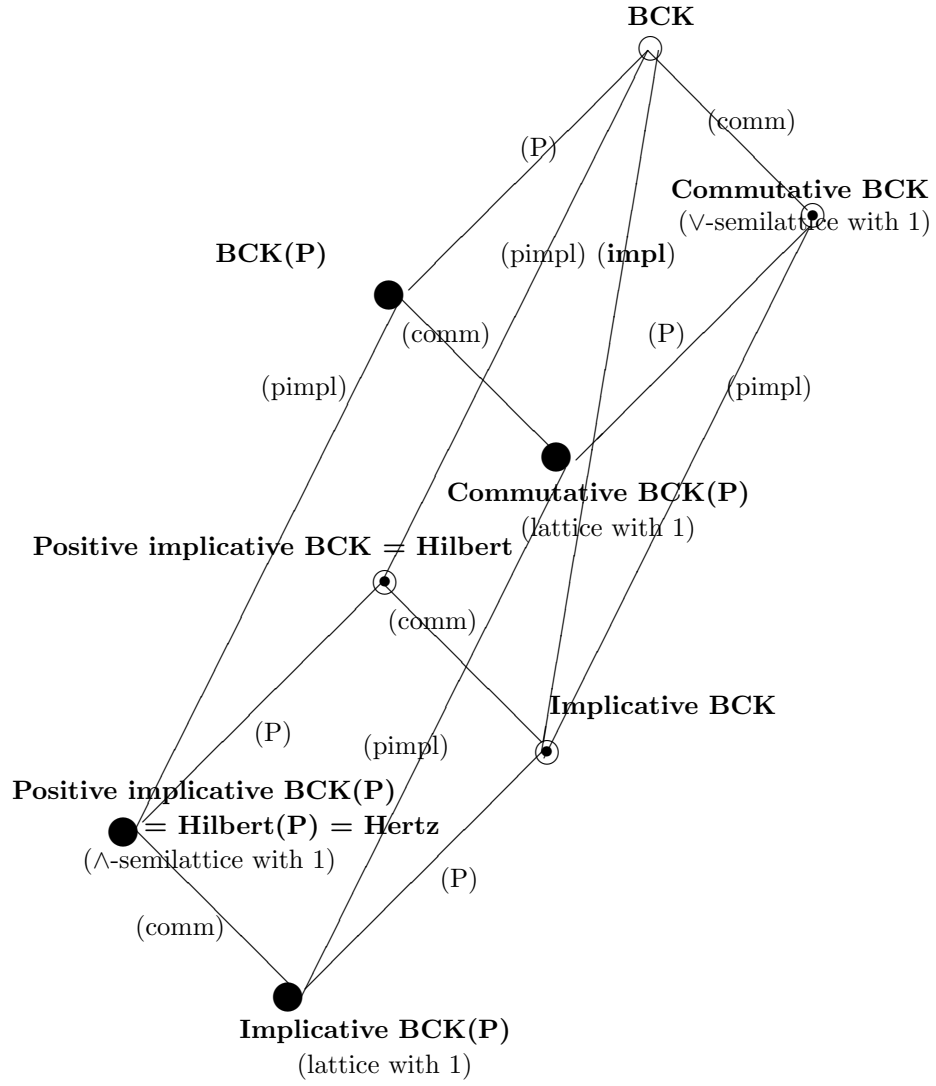 BCK
(comm)
(P)
Commutative BCK
(∨-semilattice with 1)
BCK(P)
(pimpl) (impl)
(comm)
(P)
(pimpl)
(pimpl)
Commutative BCK(P)
(lattice with 1)
Positive implicative BCK = Hilbert
(comm)
Implicative BCK
(P)
(pimpl)
Positive implicative BCK(P)
= Hilbert(P) = Hertz
(∧-semilattice with 1)
(P)
(comm)
Implicative BCK(P)
(lattice with 1)